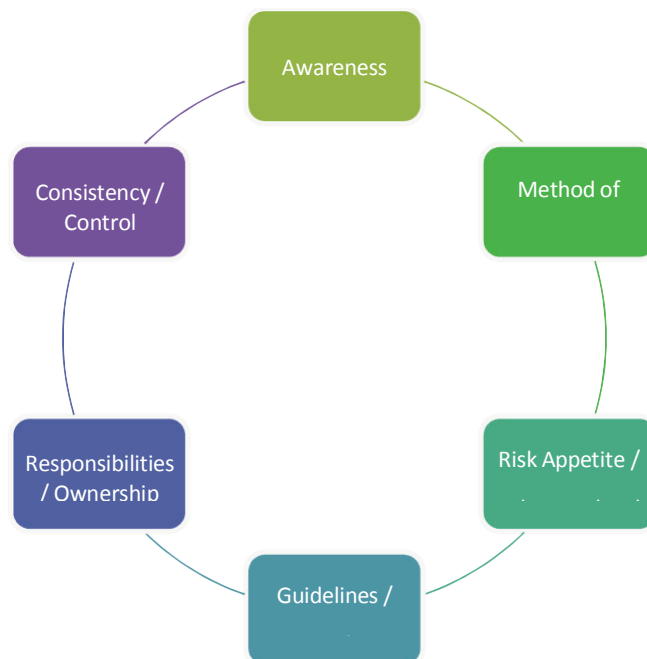 Awareness
Method of
Risk Appetite /
Guidelines /
Responsibilities
/ Ownership
Consistency /
Control